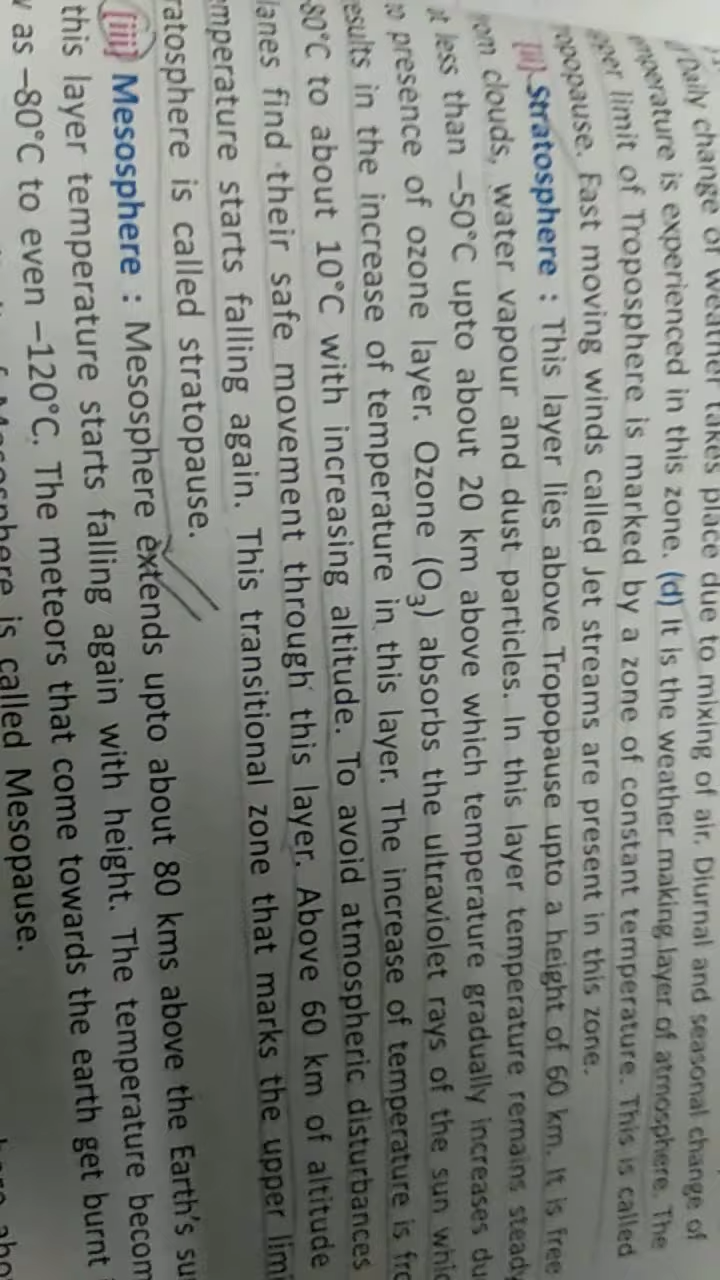 Daily change of weather takes place due to mixing of air. Diurnal and seasonal change of
temperature is experienced in this zone. (d) It is the weather making layer of atmosphere. The
upper limit of Troposphere is marked by a zone of constant temperature. This is called
opopause. Fast moving winds called Jet streams are present in this zone.
[ii] Stratosphere : This layer lies above Tropopause upto a height of 60 km. It is free
rom clouds, water vapour and dust particles. In this layer temperature remains steady
at less than –50°C upto about 20 km above which temperature gradually increases du
to presence of ozone layer. Ozone (O₃) absorbs the ultraviolet rays of the sun whic
esults in the increase of temperature in this layer. The increase of temperature is fro
80°C to about 10°C with increasing altitude. To avoid atmospheric disturbances
lanes find their safe movement through this layer. Above 60 km of altitude
emperature starts falling again. This transitional zone that marks the upper limi
ratosphere is called stratopause.
[iii] Mesosphere : Mesosphere extends upto about 80 kms above the Earth's su
this layer temperature starts falling again with height. The temperature becom
as –80°C to even –120°C. The meteors that come towards the earth get burnt
Mesosphere is called Mesopause.